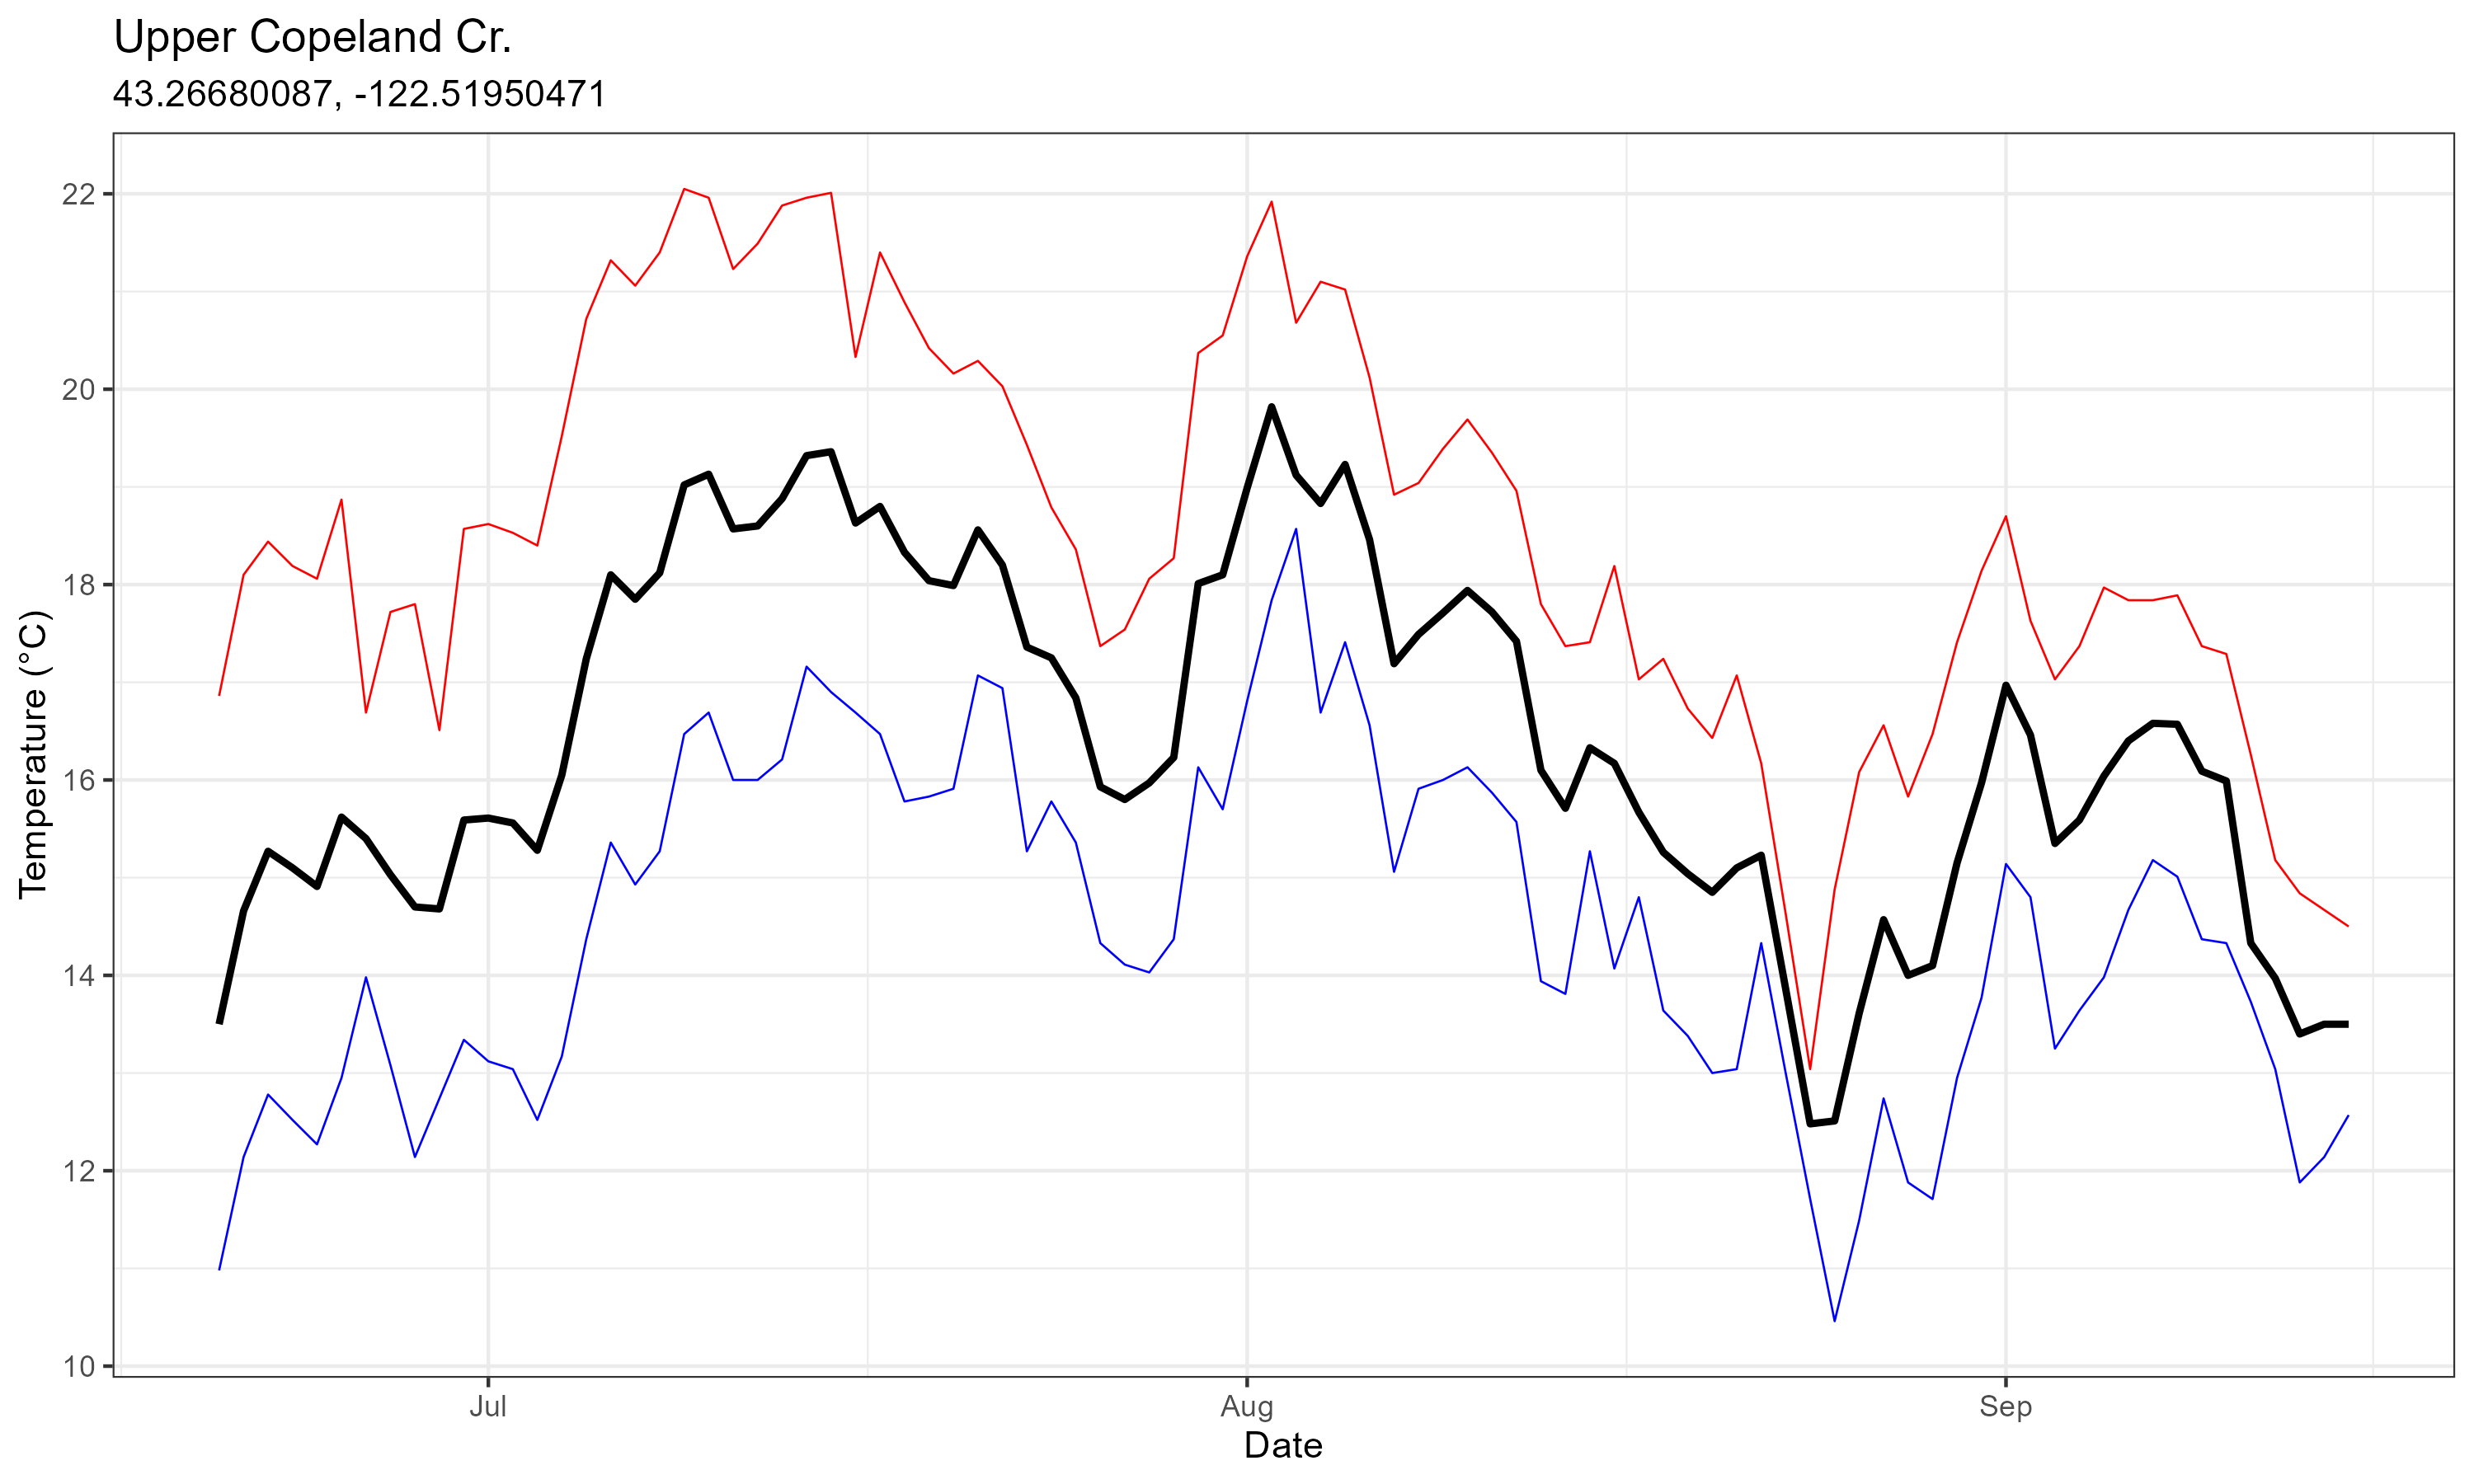 Upper Copeland Cr.
43.26680087, -122.51950471
Temperature (°C)
22
20
18
16
14
12
10
Jul
Aug
Sep
Date